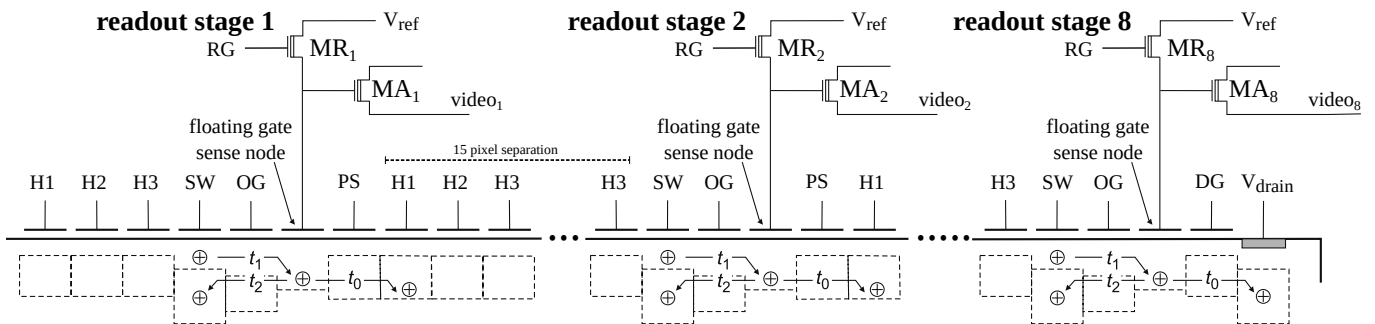 readout stage 1
V_ref
RG
MR_1
MA_1
video_1
floating gate
sense node
15 pixel separation
H1 H2 H3 SW OG PS H1 H2 H3
t_1
t_2
t_0
readout stage 2
V_ref
RG
MR_2
MA_2
video_2
floating gate
sense node
H3 SW OG PS H1
t_1
t_2
t_0
readout stage 8
V_ref
RG
MR_8
MA_8
video_8
floating gate
sense node
H3 SW OG DG V_drain
t_1
t_2
t_0